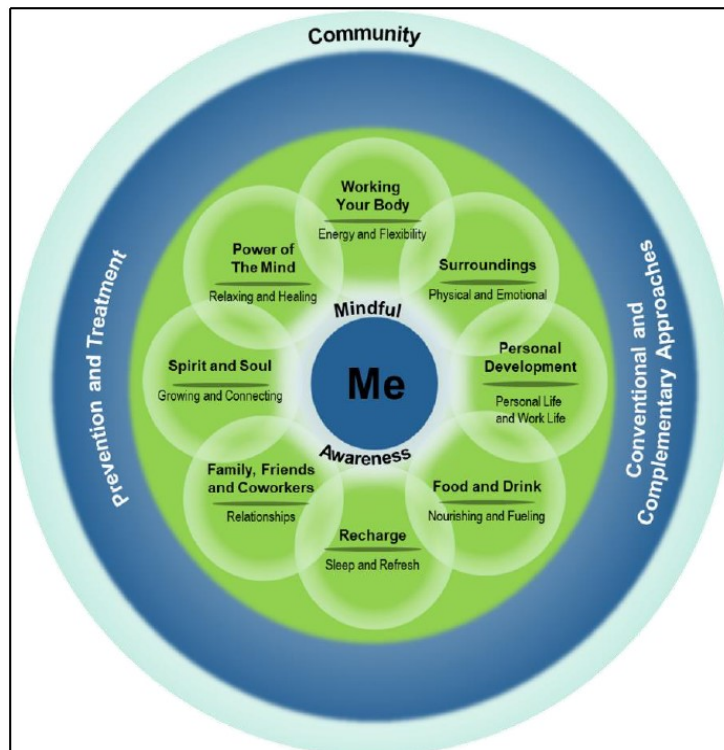 Community
Prevention and Treatment
Conventional and
Complementary Approaches
Working
Your Body
Energy and Flexibility
Surroundings
Physical and Emotional
Personal
Development
Personal Life
and Work Life
Food and Drink
Nourishing and Fueling
Recharge
Sleep and Refresh
Family, Friends
and Coworkers
Relationships
Spirit and Soul
Growing and Connecting
Power of
The Mind
Relaxing and Healing
Mindful
Me
Awareness